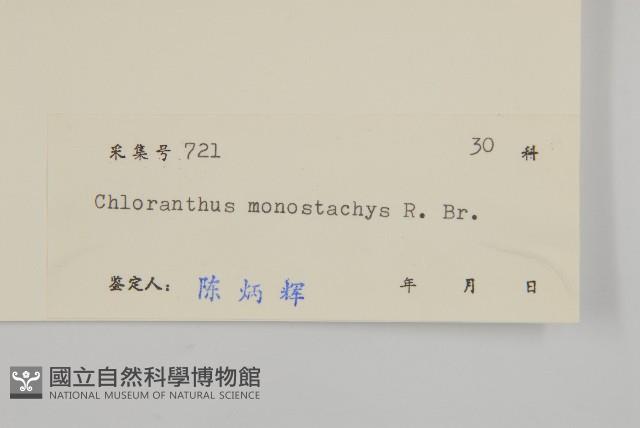 采集号 721 30 科
Chloranthus monostachys R. Br.
鉴定人: 陈炳辉 年 月 日
國立自然科學博物館
NATIONAL MUSEUM OF NATURAL SCIENCE